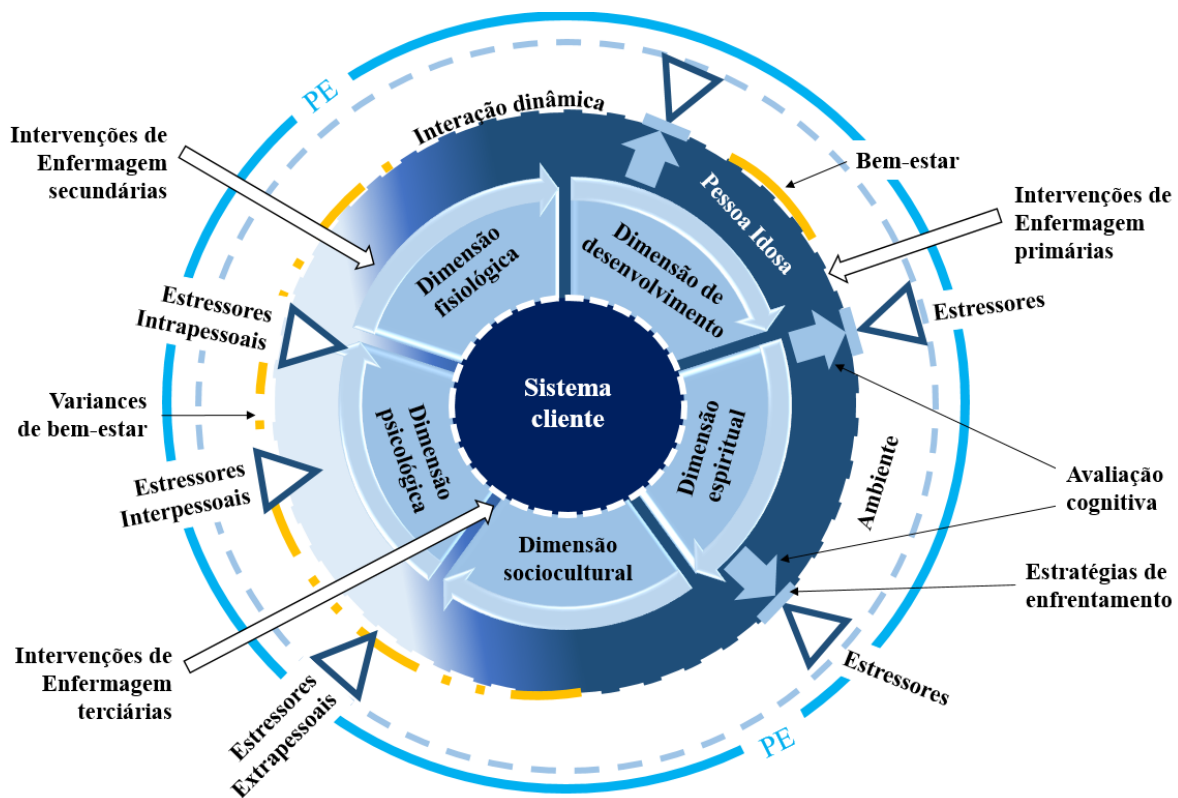 PE
Interação dinâmica
Intervenções de
Enfermagem
secundárias
Bem-estar
Pessoa Idosa
Intervenções de
Enfermagem
primárias
Dimensão
fisiológica
Dimensão de
desenvolvimento
Estressores
Intrapessoais
Estressores
Sistema
cliente
Variances
de bem-estar
Dimensão
psicológica
Dimensão
espiritual
Estressores
Interpessoais
Ambiente
Avaliação
cognitiva
Dimensão
sociocultural
Estratégias de
enfrentamento
Intervenções de
Enfermagem
terciárias
Estressores
Estressores
Extrapessoais
PE